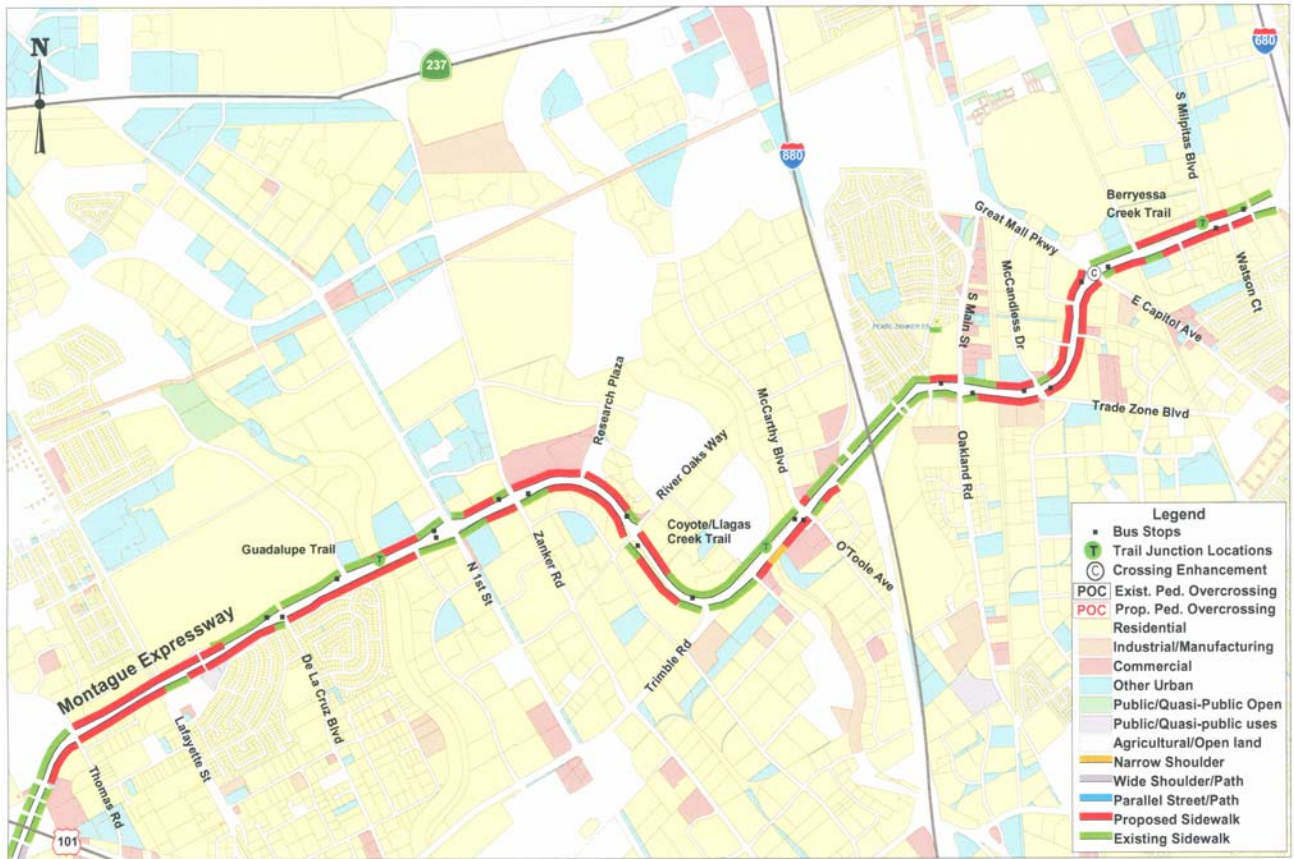 N
237
680
880
S Milpitas Blvd
Berryessa
Creek Trail
Great Mall Pkwy
McCandless Dr
S Main St
Watson Ct
E Capitol Ave
Trade Zone Blvd
Research Plaza
McCarthy Blvd
River Oaks Way
Oakland Rd
Coyote/Llagas
Creek Trail
Guadalupe Trail
O'Toole Ave
Zanker Rd
N 1st St
Montague Expressway
De La Cruz Blvd
Trimble Rd
Lafayette St
Thomas Rd
101
T
T
T
C
Legend
Bus Stops
T Trail Junction Locations
C Crossing Enhancement
POC Exist. Ped. Overcrossing
POC Prop. Ped. Overcrossing
Residential
Industrial/Manufacturing
Commercial
Other Urban
Public/Quasi-Public Open
Public/Quasi-public uses
Agricultural/Open land
Narrow Shoulder
Wide Shoulder/Path
Parallel Street/Path
Proposed Sidewalk
Existing Sidewalk